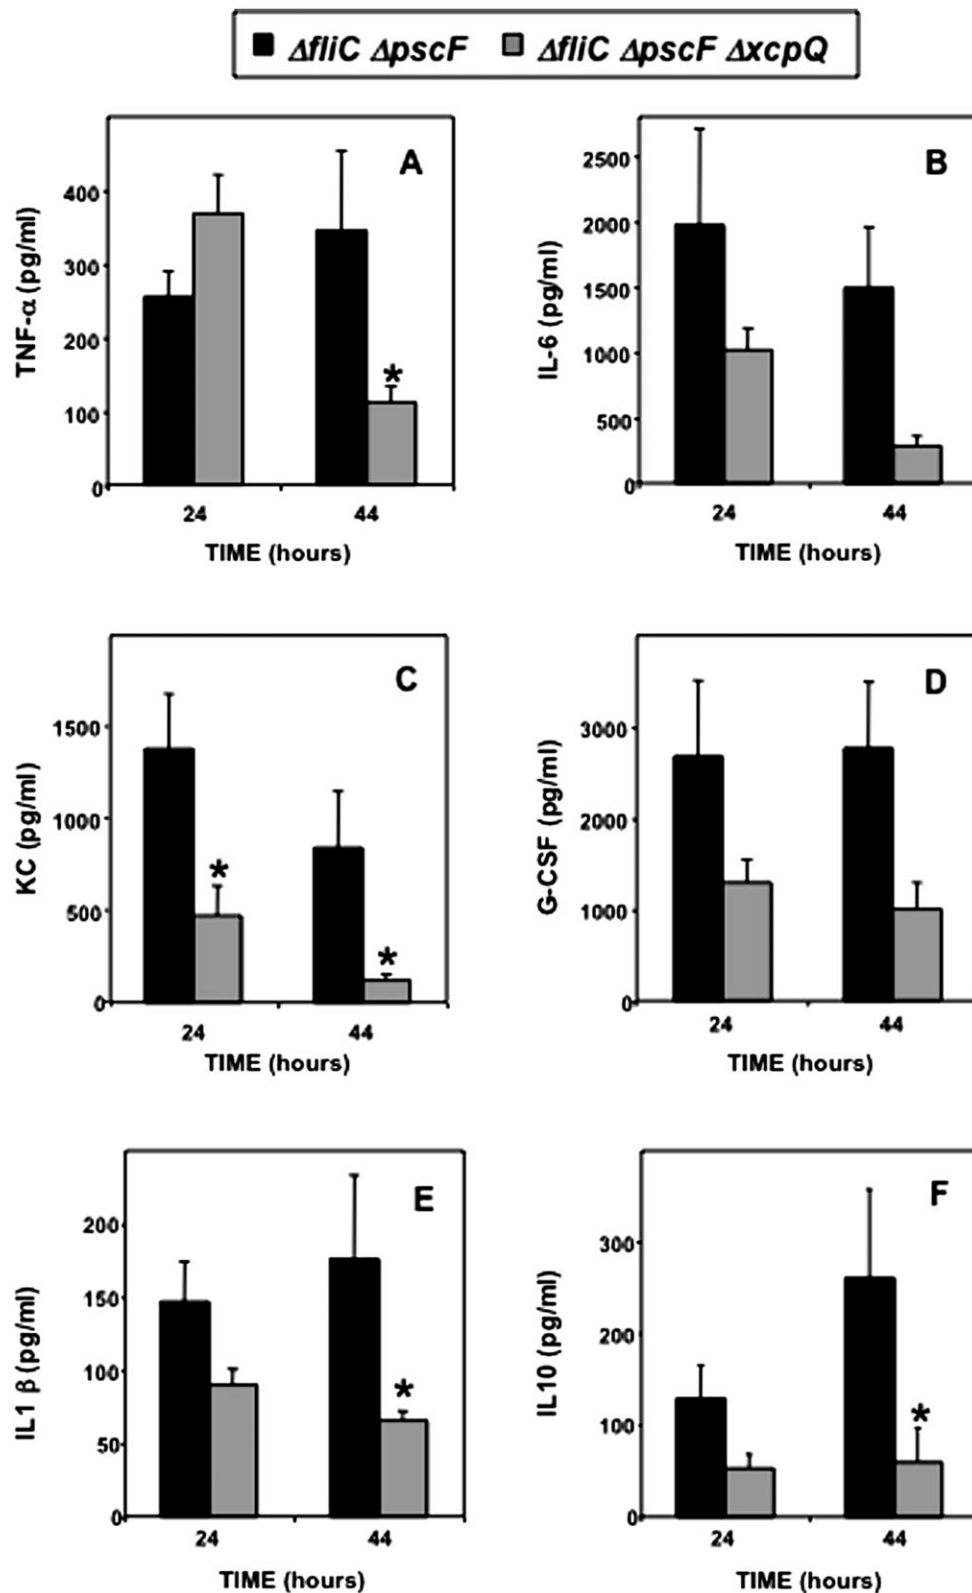 ΔfliC ΔpscF ΔfliC ΔpscF ΔxcpQ
A
TNF-α (pg/ml)
400
300
200
100
0
*
24 44
TIME (hours)
B
IL-6 (pg/ml)
2500
2000
1500
1000
500
0
24 44
TIME (hours)
C
KC (pg/ml)
1500
1000
500
0
*
*
24 44
TIME (hours)
D
G-CSF (pg/ml)
3000
2000
1000
0
24 44
TIME (hours)
E
IL1 β (pg/ml)
200
150
100
50
0
*
24 44
TIME (hours)
F
IL10 (pg/ml)
300
200
100
0
*
24 44
TIME (hours)